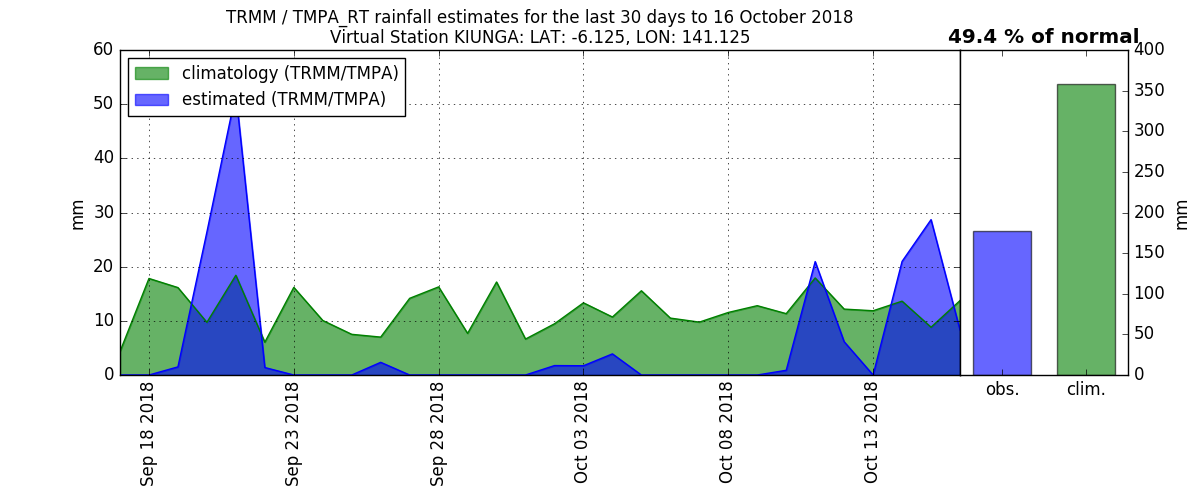 TRMM / TMPA_RT rainfall estimates for the last 30 days to 16 October 2018
Virtual Station KIUNGA: LAT: -6.125, LON: 141.125
49.4 % of normal
climatology (TRMM/TMPA)
estimated (TRMM/TMPA)
60
50
40
30
20
10
0
mm
400
350
300
250
200
150
100
50
0
mm
Sep 18 2018
Sep 23 2018
Sep 28 2018
Oct 03 2018
Oct 08 2018
Oct 13 2018
obs.
clim.